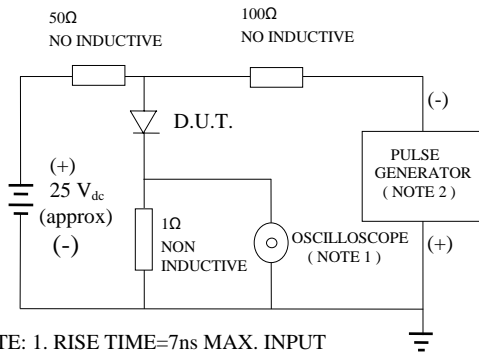 50Ω
NO INDUCTIVE
100Ω
NO INDUCTIVE
D.U.T.
(-)
PULSE
GENERATOR
( NOTE 2 )
(+)
(+)
25 Vdc
(approx)
(-)
1Ω
NON
INDUCTIVE
OSCILLOSCOPE
( NOTE 1 )
TE: 1. RISE TIME=7ns MAX. INPUT